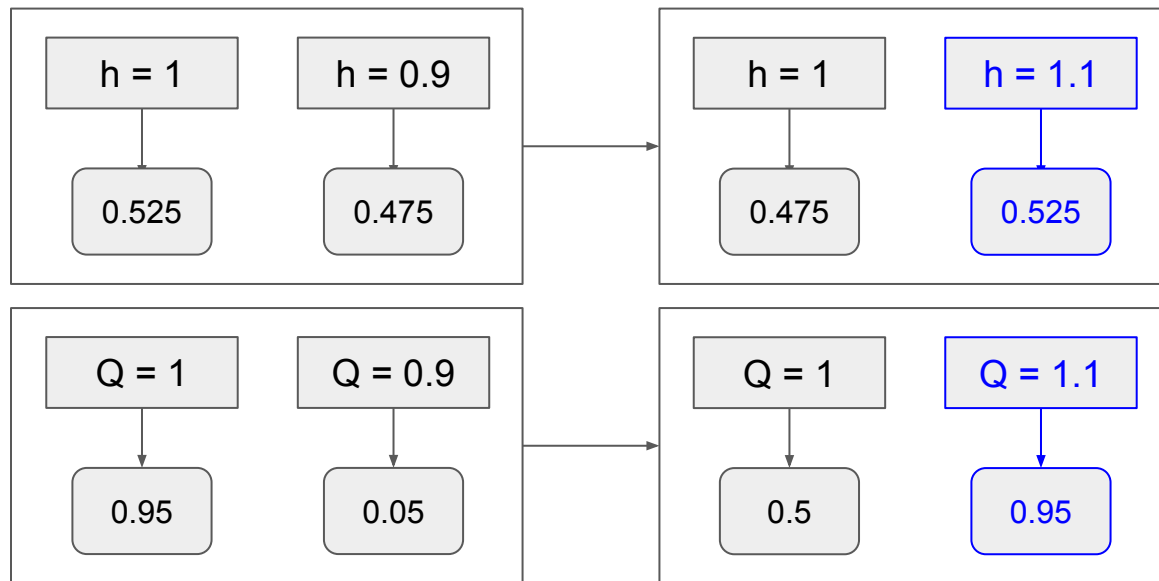 h = 1
h = 0.9
h = 1
h = 1.1
0.525
0.475
0.475
0.525
Q = 1
Q = 0.9
Q = 1
Q = 1.1
0.95
0.05
0.5
0.95